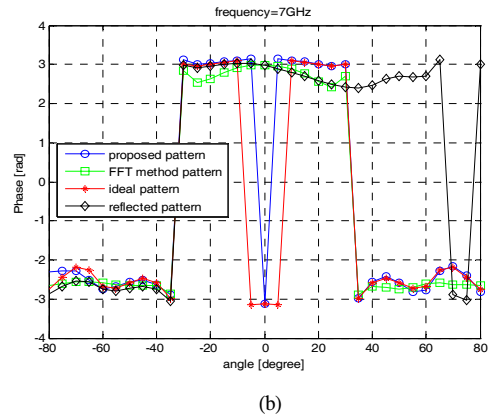 frequency=7GHz
4
3
2
1
0
-1
-2
-3
-4
Phase [rad]
proposed pattern
FFT method pattern
ideal pattern
reflected pattern
-80 -60 -40 -20 0 20 40 60 80
angle [degree]
(b)